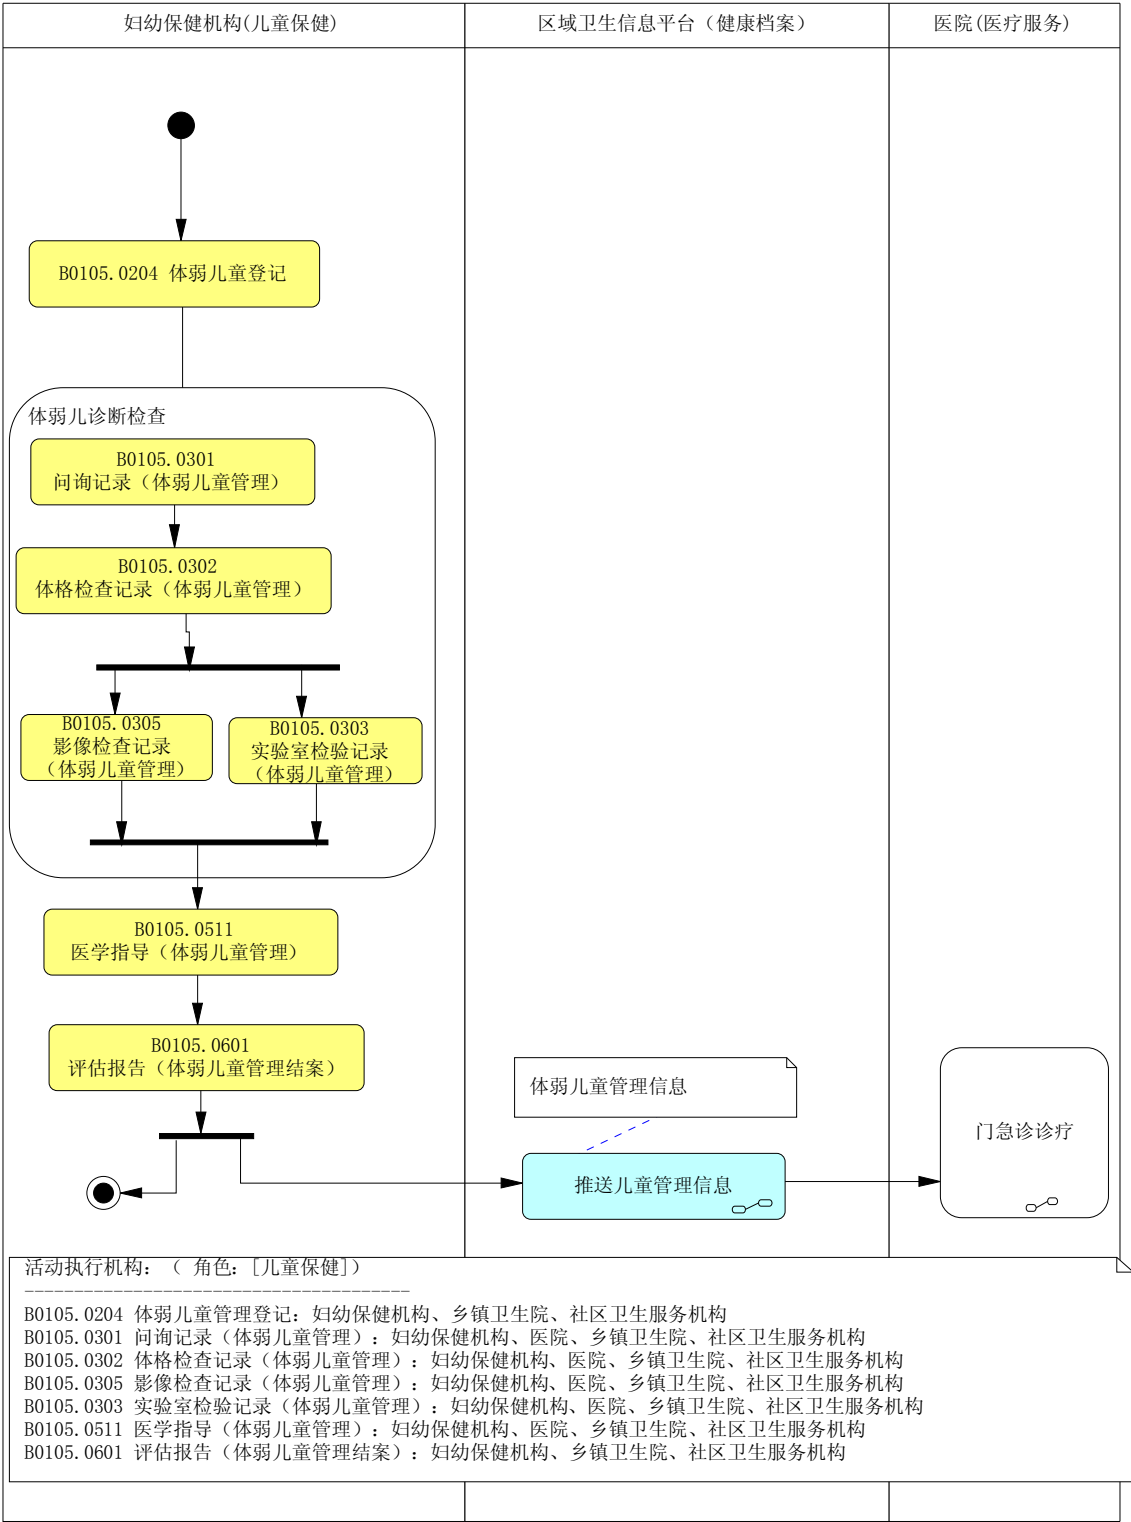 妇幼保健机构(儿童保健)
区域卫生信息平台（健康档案）
医院(医疗服务)
B0105.0204 体弱儿童登记
体弱儿诊断检查
B0105.0301
问询记录（体弱儿童管理）
B0105.0302
体格检查记录（体弱儿童管理）
B0105.0305
影像检查记录
（体弱儿童管理）
B0105.0303
实验室检验记录
（体弱儿童管理）
B0105.0511
医学指导（体弱儿童管理）
B0105.0601
评估报告（体弱儿童管理结案）
体弱儿童管理信息
推送儿童管理信息
门急诊诊疗
活动执行机构：（ 角色：[儿童保健]）
---------------------------------------
B0105.0204 体弱儿童管理登记：妇幼保健机构、乡镇卫生院、社区卫生服务机构
B0105.0301 问询记录（体弱儿童管理）：妇幼保健机构、医院、乡镇卫生院、社区卫生服务机构
B0105.0302 体格检查记录（体弱儿童管理）：妇幼保健机构、医院、乡镇卫生院、社区卫生服务机构
B0105.0305 影像检查记录（体弱儿童管理）：妇幼保健机构、医院、乡镇卫生院、社区卫生服务机构
B0105.0303 实验室检验记录（体弱儿童管理）：妇幼保健机构、医院、乡镇卫生院、社区卫生服务机构
B0105.0511 医学指导（体弱儿童管理）：妇幼保健机构、医院、乡镇卫生院、社区卫生服务机构
B0105.0601 评估报告（体弱儿童管理结案）：妇幼保健机构、乡镇卫生院、社区卫生服务机构